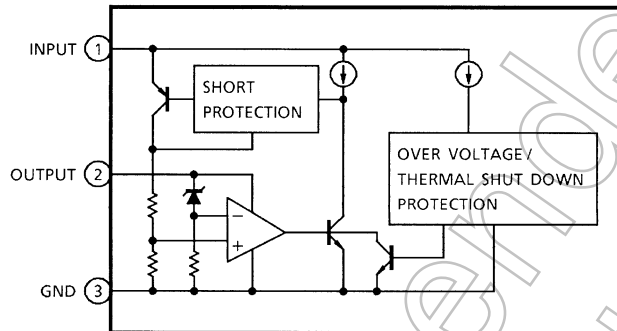 INPUT 1
SHORT
PROTECTION
OUTPUT 2
OVER VOLTAGE/
THERMAL SHUT DOWN
PROTECTION
−
+
GND 3